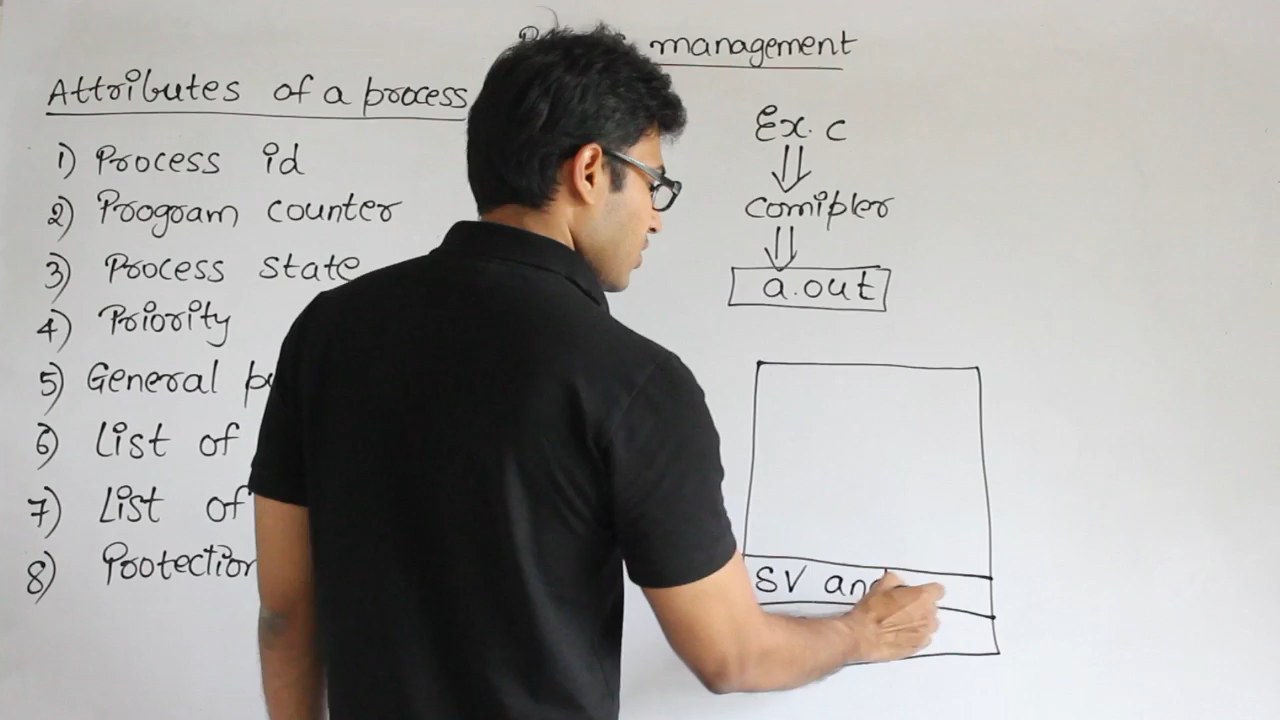 management
Attributes of a process
1) Process id
2) Program counter
3) Process state
4) Priority
5) General
6) List of
7) List of
8) Protection
Ex. c
comipler
a.out
SV and